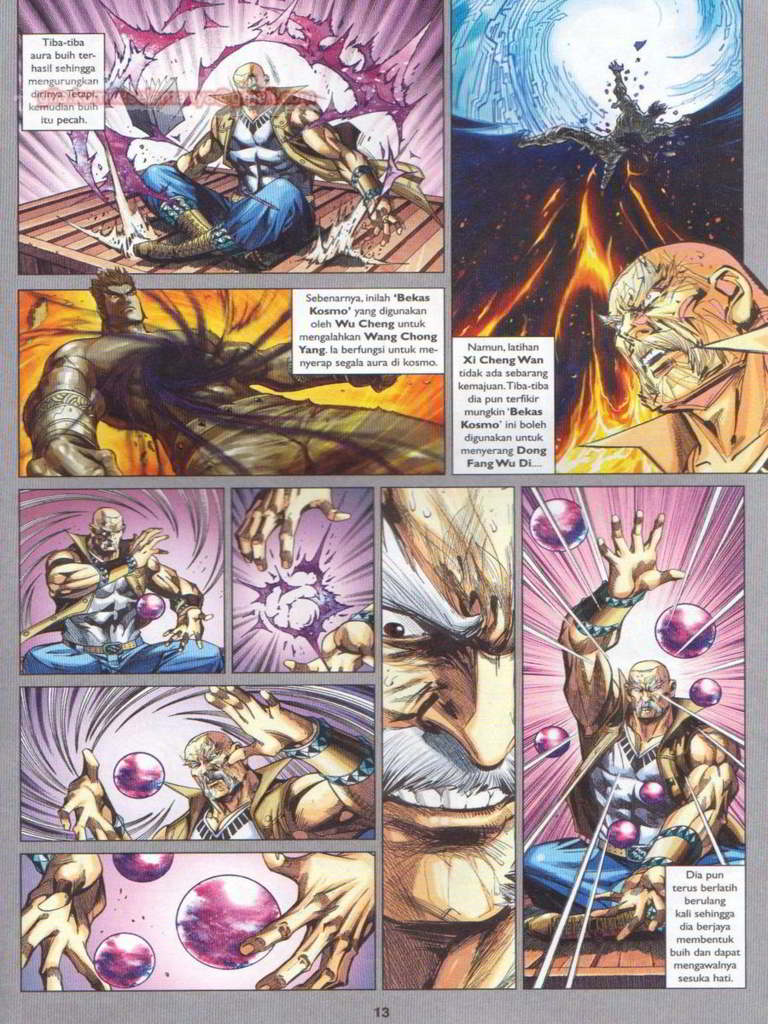 Tiba-tiba
aura buih ter-
hasil sehingga
mengurungkan
dirinya. Tetapi,
kemudian buih
itu pecah.
Sebenarnya, inilah 'Bekas
Kosmo' yang digunakan
oleh Wu Cheng untuk
mengalahkan Wang Chong
Yang. Ia berfungsi untuk me-
nyerap segala aura di kosmo.
Namun, latihan
Xi Cheng Wan
tidak ada sebarang
kemajuan. Tiba-tiba
dia pun terfikir
mungkin 'Bekas
Kosmo' ini boleh
digunakan untuk
menyerang Dong
Fang Wu Di....
Dia pun
terus berlatih
berulang
kali sehingga
dia berjaya
membentuk
buih dan dapat
mengawalnya
sesuka hati.
13